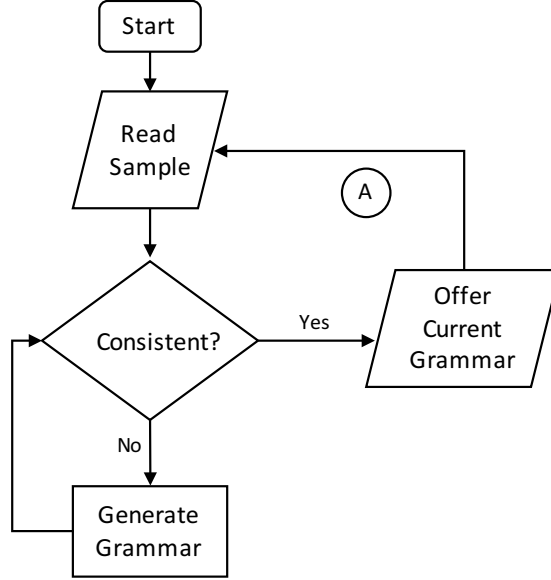 Start
Read
Sample
A
Consistent?
Yes
Offer
Current
Grammar
No
Generate
Grammar